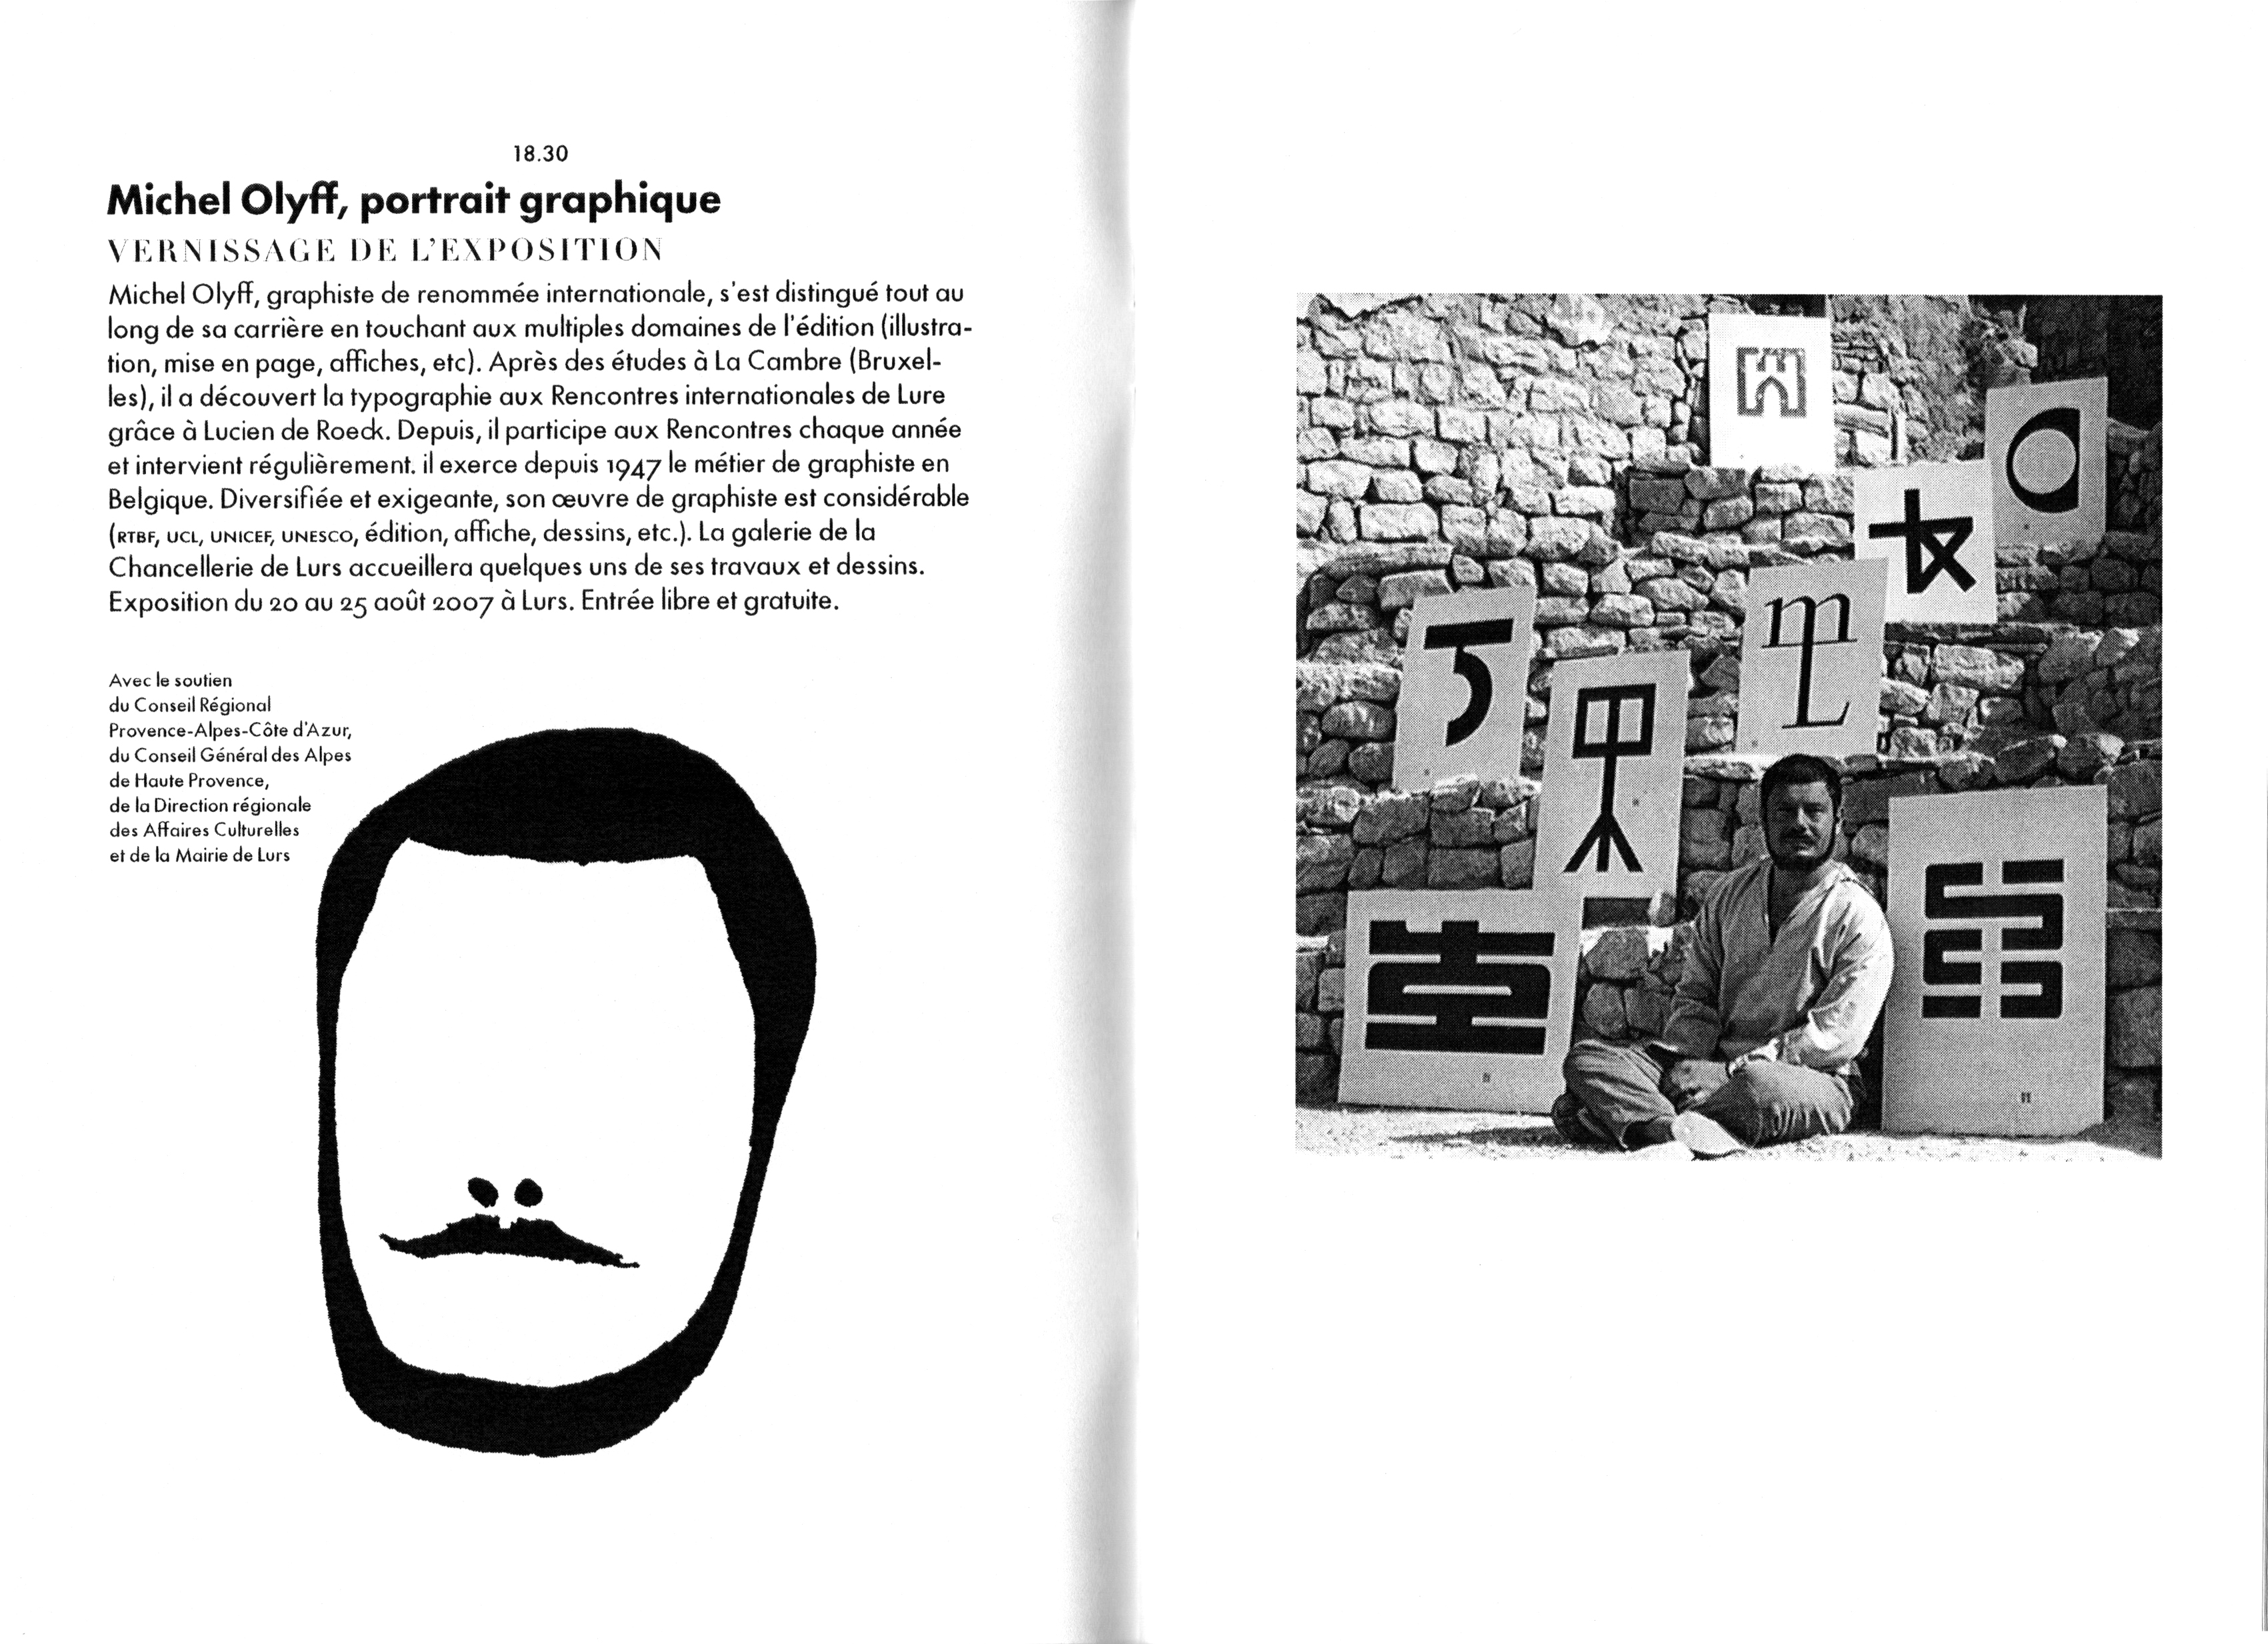 18.30
Michel Olyff, portrait graphique
VERNISSAGE DE L'EXPOSITION
Michel Olyff, graphiste de renommée internationale, s'est distingué tout au
long de sa carrière en touchant aux multiples domaines de l'édition (illustra-
tion, mise en page, affiches, etc). Après des études à La Cambre (Bruxel-
les), il a découvert la typographie aux Rencontres internationales de Lure
grâce à Lucien de Roeck. Depuis, il participe aux Rencontres chaque année
et intervient régulièrement. il exerce depuis 1947 le métier de graphiste en
Belgique. Diversifiée et exigeante, son œuvre de graphiste est considérable
(RTBF, UCL, UNICEF, UNESCO, édition, affiche, dessins, etc.). La galerie de la
Chancellerie de Lurs accueillera quelques uns de ses travaux et dessins.
Exposition du 20 au 25 août 2007 à Lurs. Entrée libre et gratuite.
Avec le soutien
du Conseil Régional
Provence-Alpes-Côte d'Azur,
du Conseil Général des Alpes
de Haute Provence,
de la Direction régionale
des Affaires Culturelles
et de la Mairie de Lurs
m
L